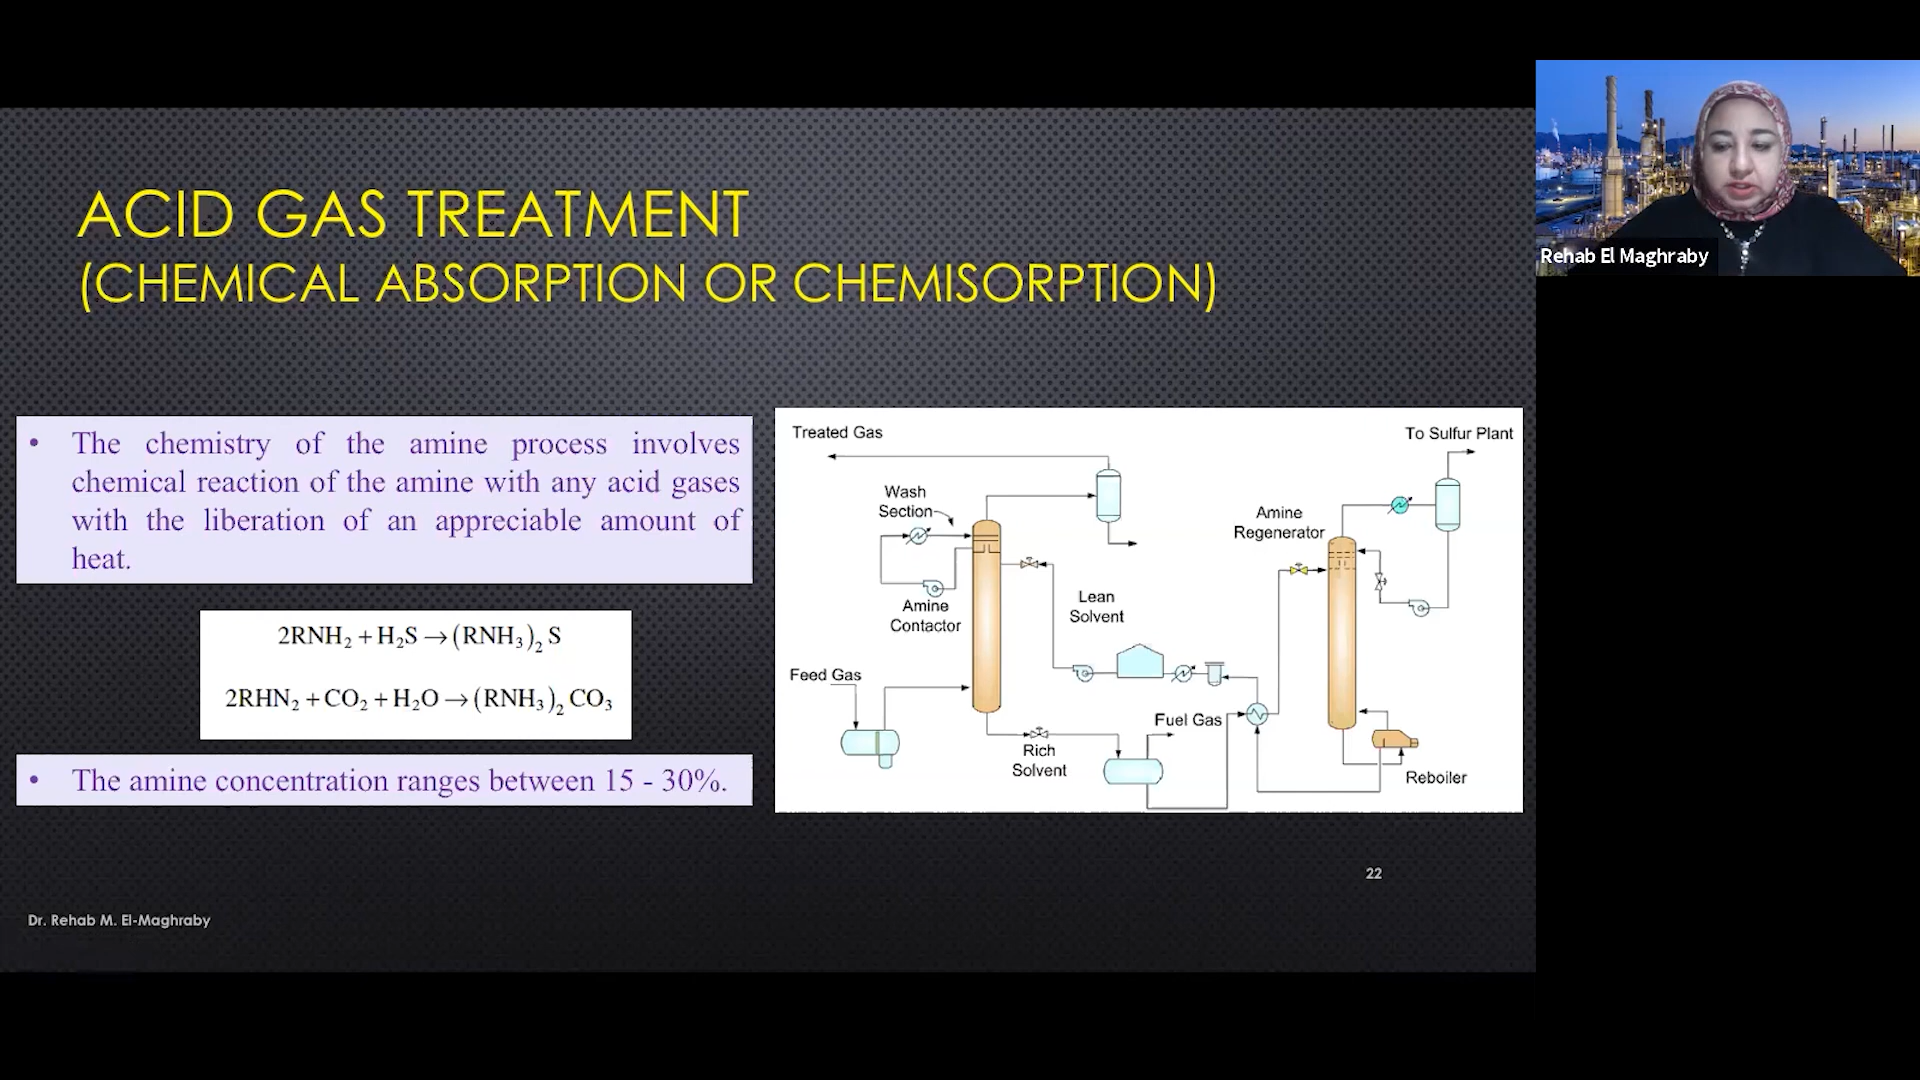 ACID GAS TREATMENT
(CHEMICAL ABSORPTION OR CHEMISORPTION)
• The chemistry of the amine process involves
chemical reaction of the amine with any acid gases
with the liberation of an appreciable amount of
heat.
2RNH₂ + H₂S → (RNH₃)₂ S
2RHN₂ + CO₂ + H₂O → (RNH₃)₂ CO₃
• The amine concentration ranges between 15 - 30%.
Treated Gas
To Sulfur Plant
Wash
Section
Amine
Regenerator
Amine
Contactor
Lean
Solvent
Feed Gas
Fuel Gas
Rich
Solvent
Reboiler
22
Dr. Rehab M. El-Maghraby
Rehab El Maghraby